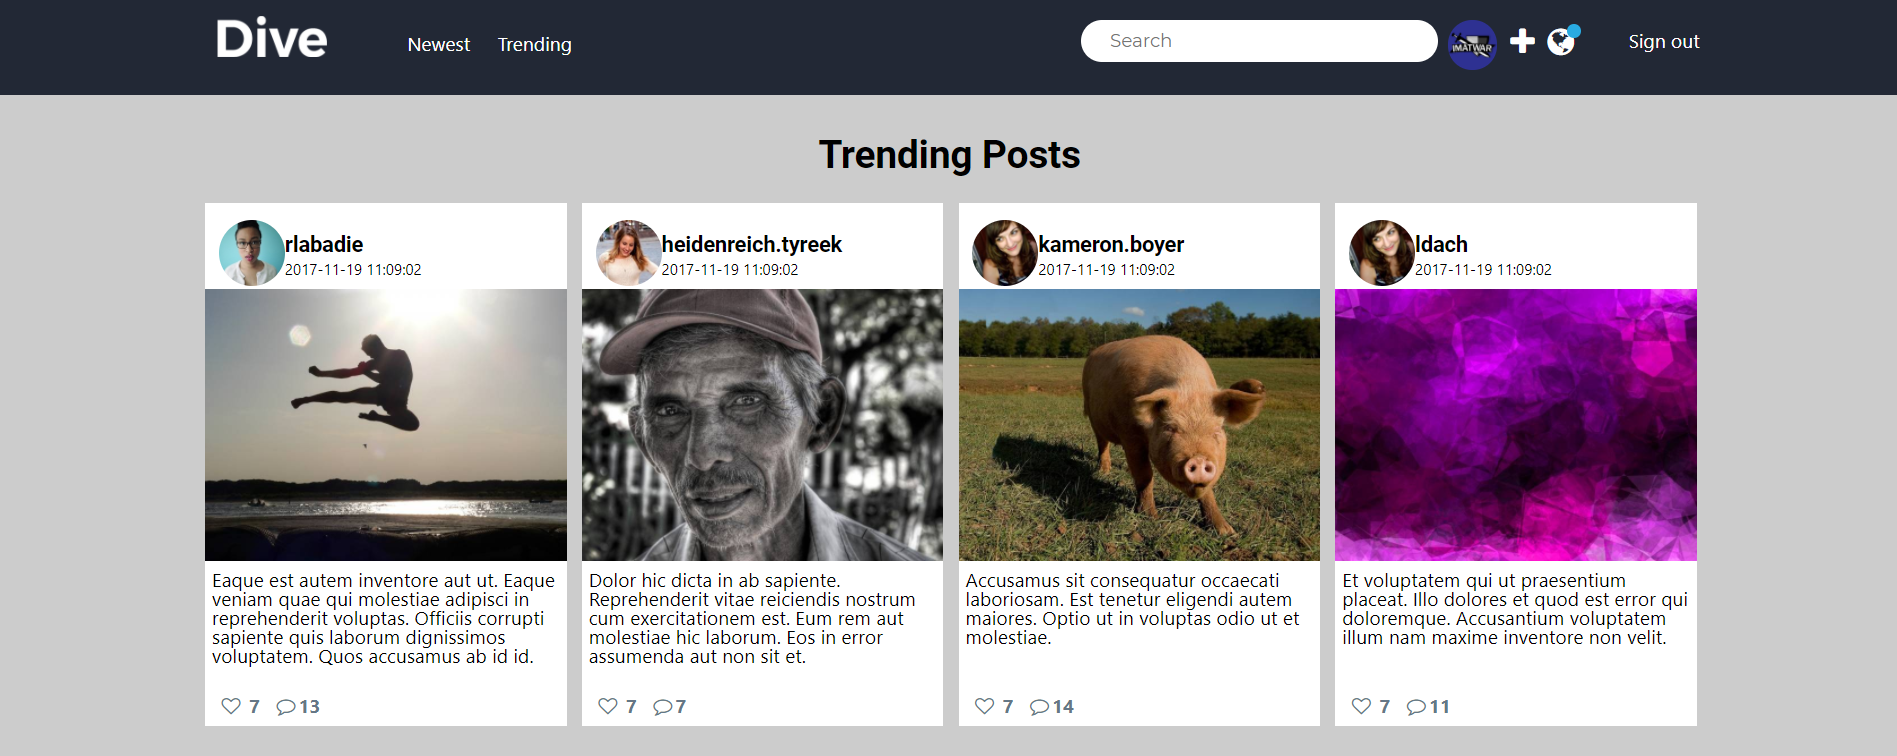 Dive
Newest
Trending
Search
IMATWAR
Sign out
Trending Posts
rlabadie
2017-11-19 11:09:02
Eaque est autem inventore aut ut. Eaque
veniam quae qui molestiae adipisci in
reprehenderit voluptas. Officiis corrupti
sapiente quis laborum dignissimos
voluptatem. Quos accusamus ab id id.
7 13
heidenreich.tyreek
2017-11-19 11:09:02
Dolor hic dicta in ab sapiente.
Reprehenderit vitae reiciendis nostrum
cum exercitationem est. Eum rem aut
molestiae hic laborum. Eos in error
assumenda aut non sit et.
7 7
kameron.boyer
2017-11-19 11:09:02
Accusamus sit consequatur occaecati
laboriosam. Est tenetur eligendi autem
maiores. Optio ut in voluptas odio ut et
molestiae.
7 14
ldach
2017-11-19 11:09:02
Et voluptatem qui ut praesentium
placeat. Illo dolores et quod est error qui
doloremque. Accusantium voluptatem
illum nam maxime inventore non velit.
7 11